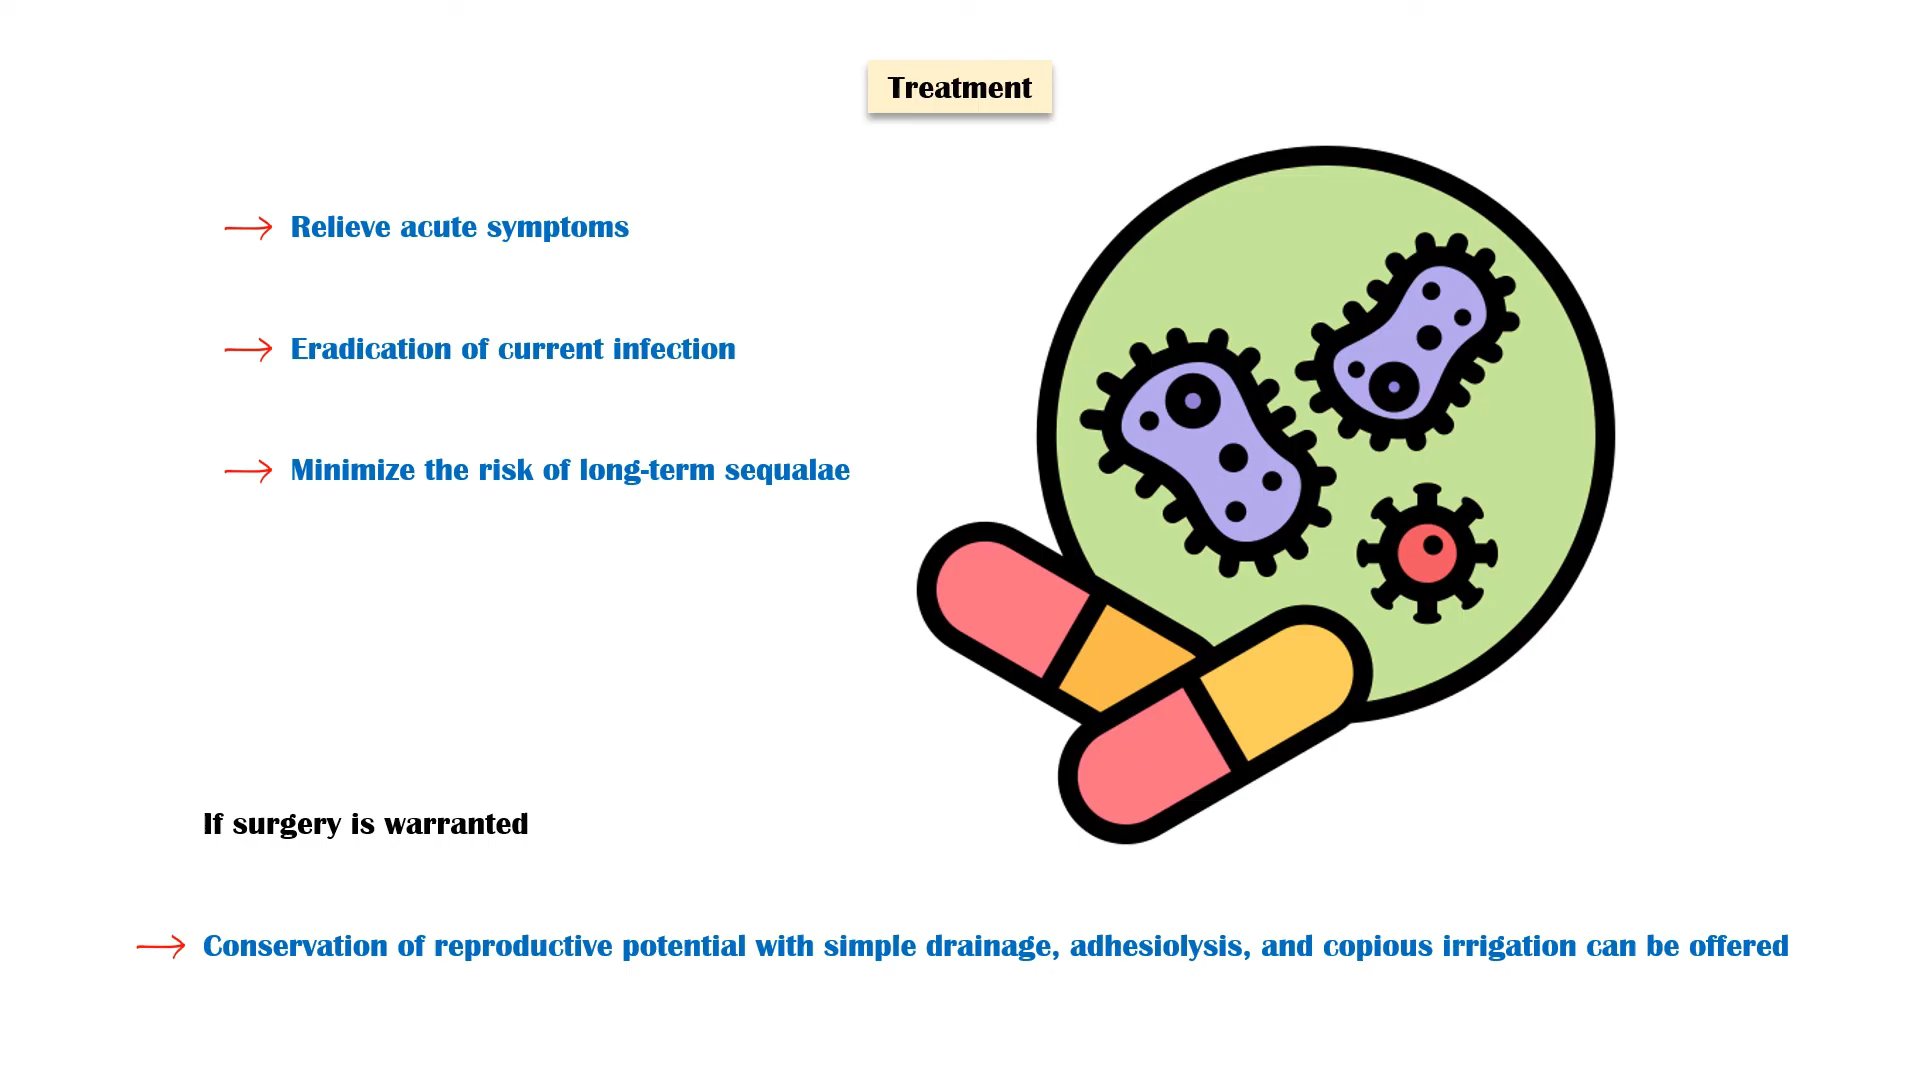 Treatment
Relieve acute symptoms
Eradication of current infection
Minimize the risk of long-term sequalae
If surgery is warranted
Conservation of reproductive potential with simple drainage, adhesiolysis, and copious irrigation can be offered